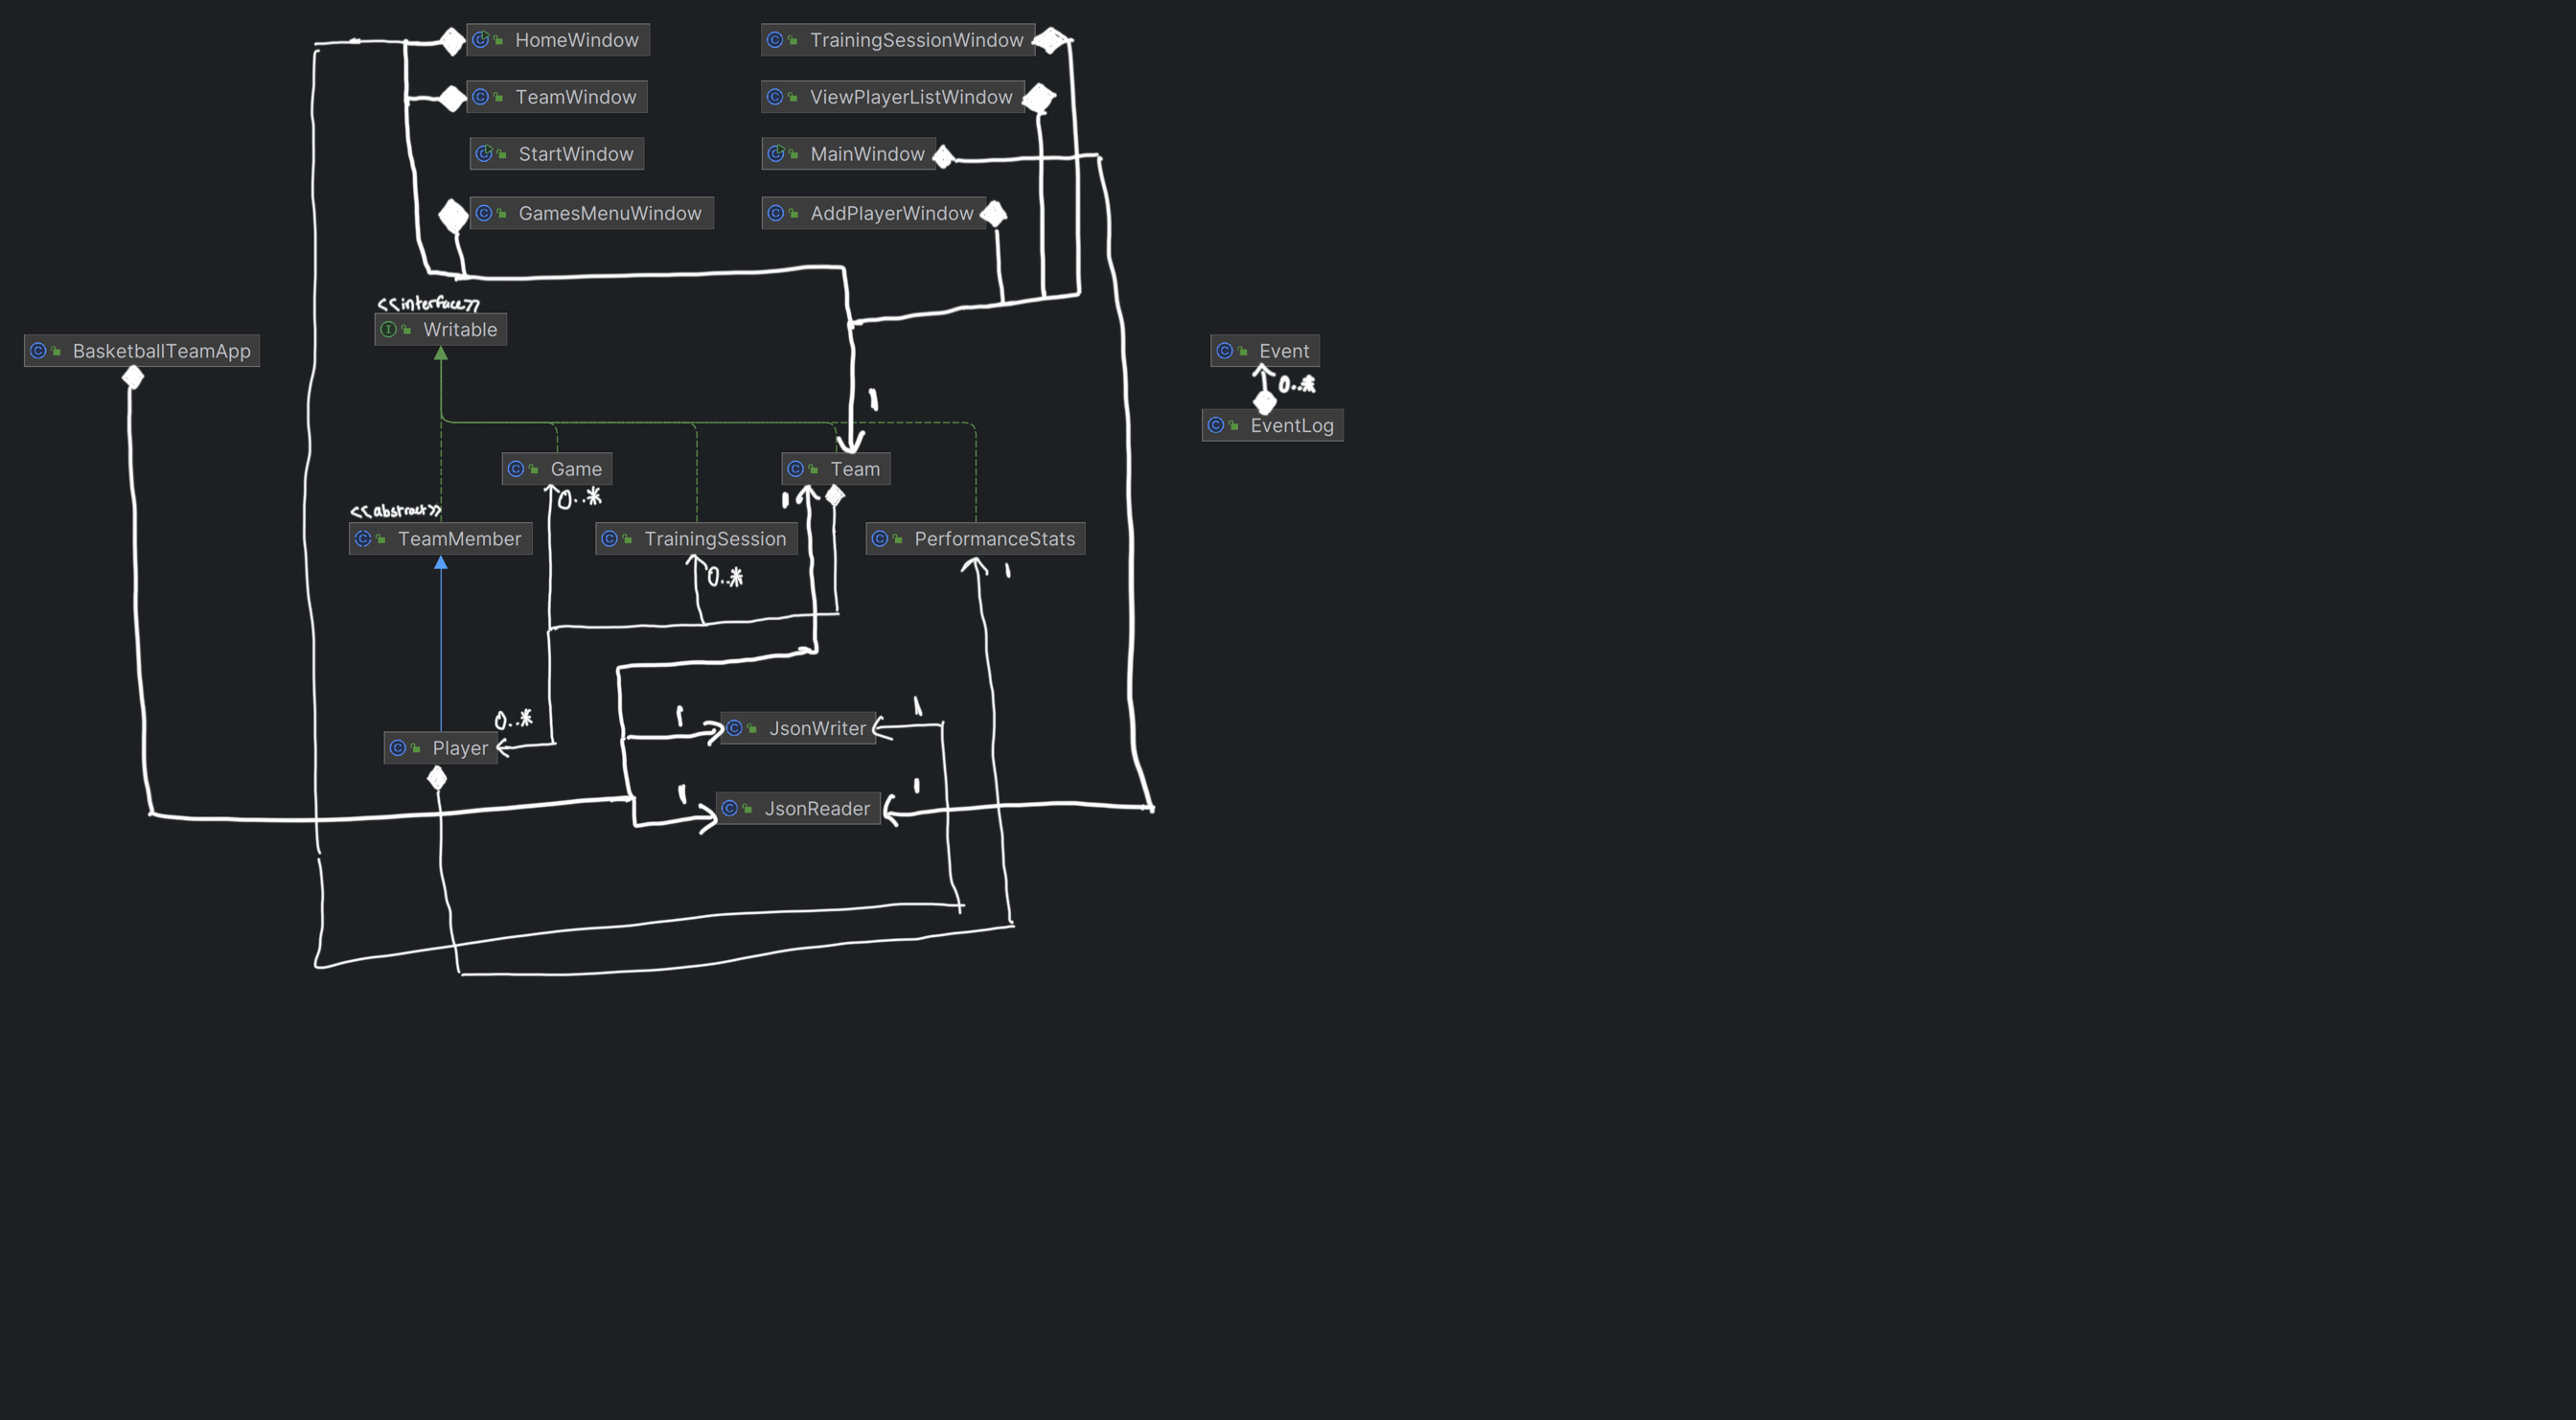 HomeWindow
TrainingSessionWindow
TeamWindow
ViewPlayerListWindow
StartWindow
MainWindow
GamesMenuWindow
AddPlayerWindow
<<interface>>
Writable
BasketballTeamApp
Event
0..*
EventLog
1
Game
Team
0..*
1
<<abstract>>
TeamMember
TrainingSession
PerformanceStats
0..*
1
0..*
Player
1
JsonWriter
1
1
JsonReader
1